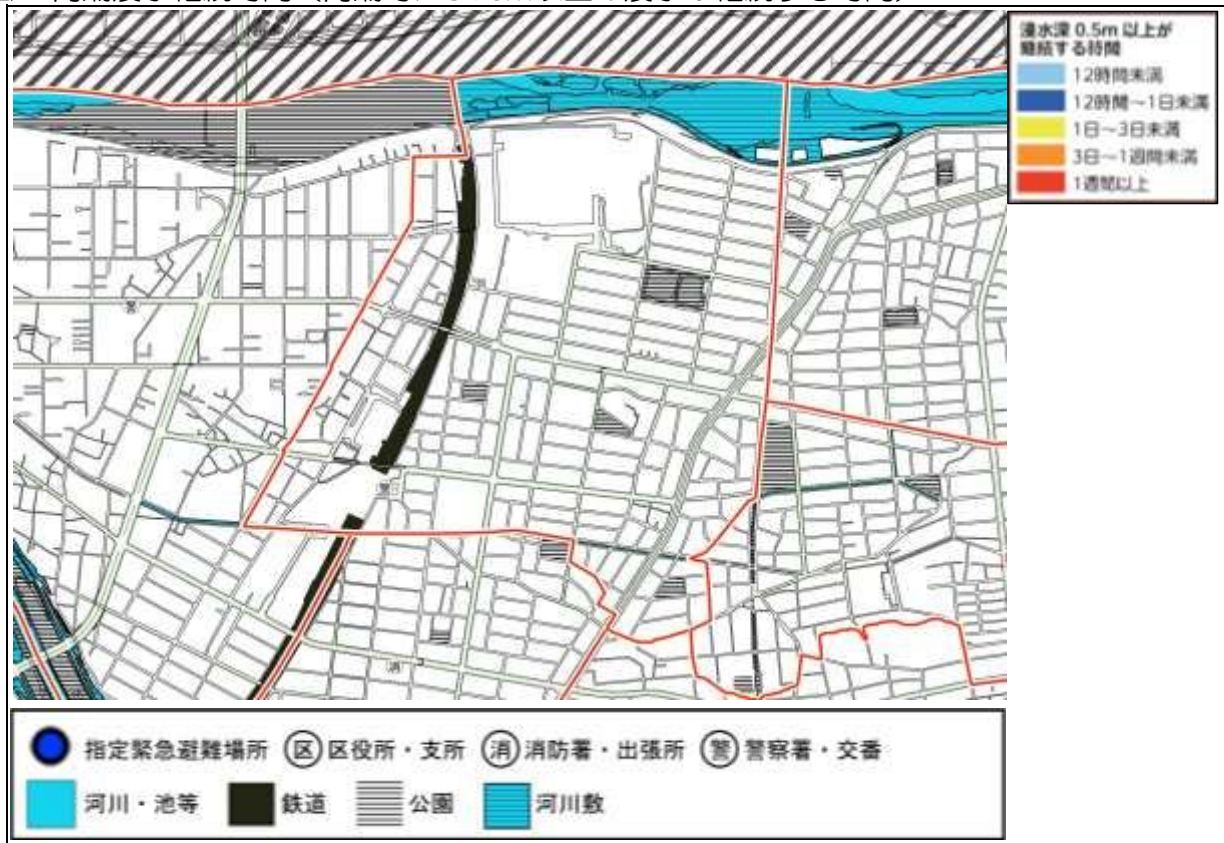 浸水深 0.5m 以上が
継続する時間
12時間未満
12時間～1日未満
1日～3日未満
3日～1週間未満
1週間以上
警
消
指定緊急避難場所 区 区役所・支所 消 消防署・出張所 警 警察署・交番
河川・池等 鉄道 公園 河川敷